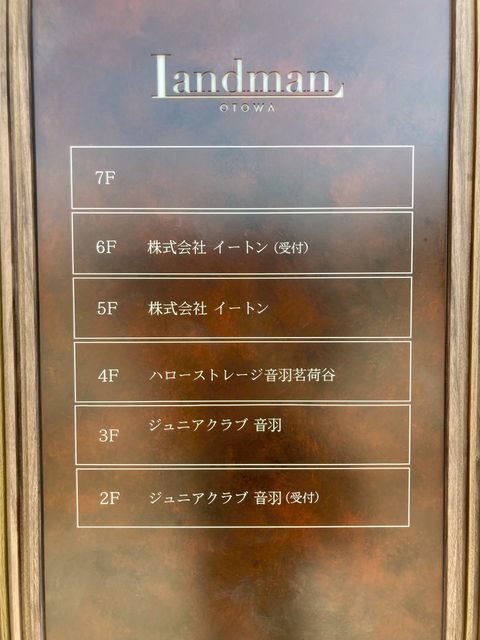 Landman
OTOWA
7F
6F 株式会社 イートン (受付)
5F 株式会社 イートン
4F ハローストレージ音羽茗荷谷
3F ジュニアクラブ 音羽
2F ジュニアクラブ 音羽 (受付)